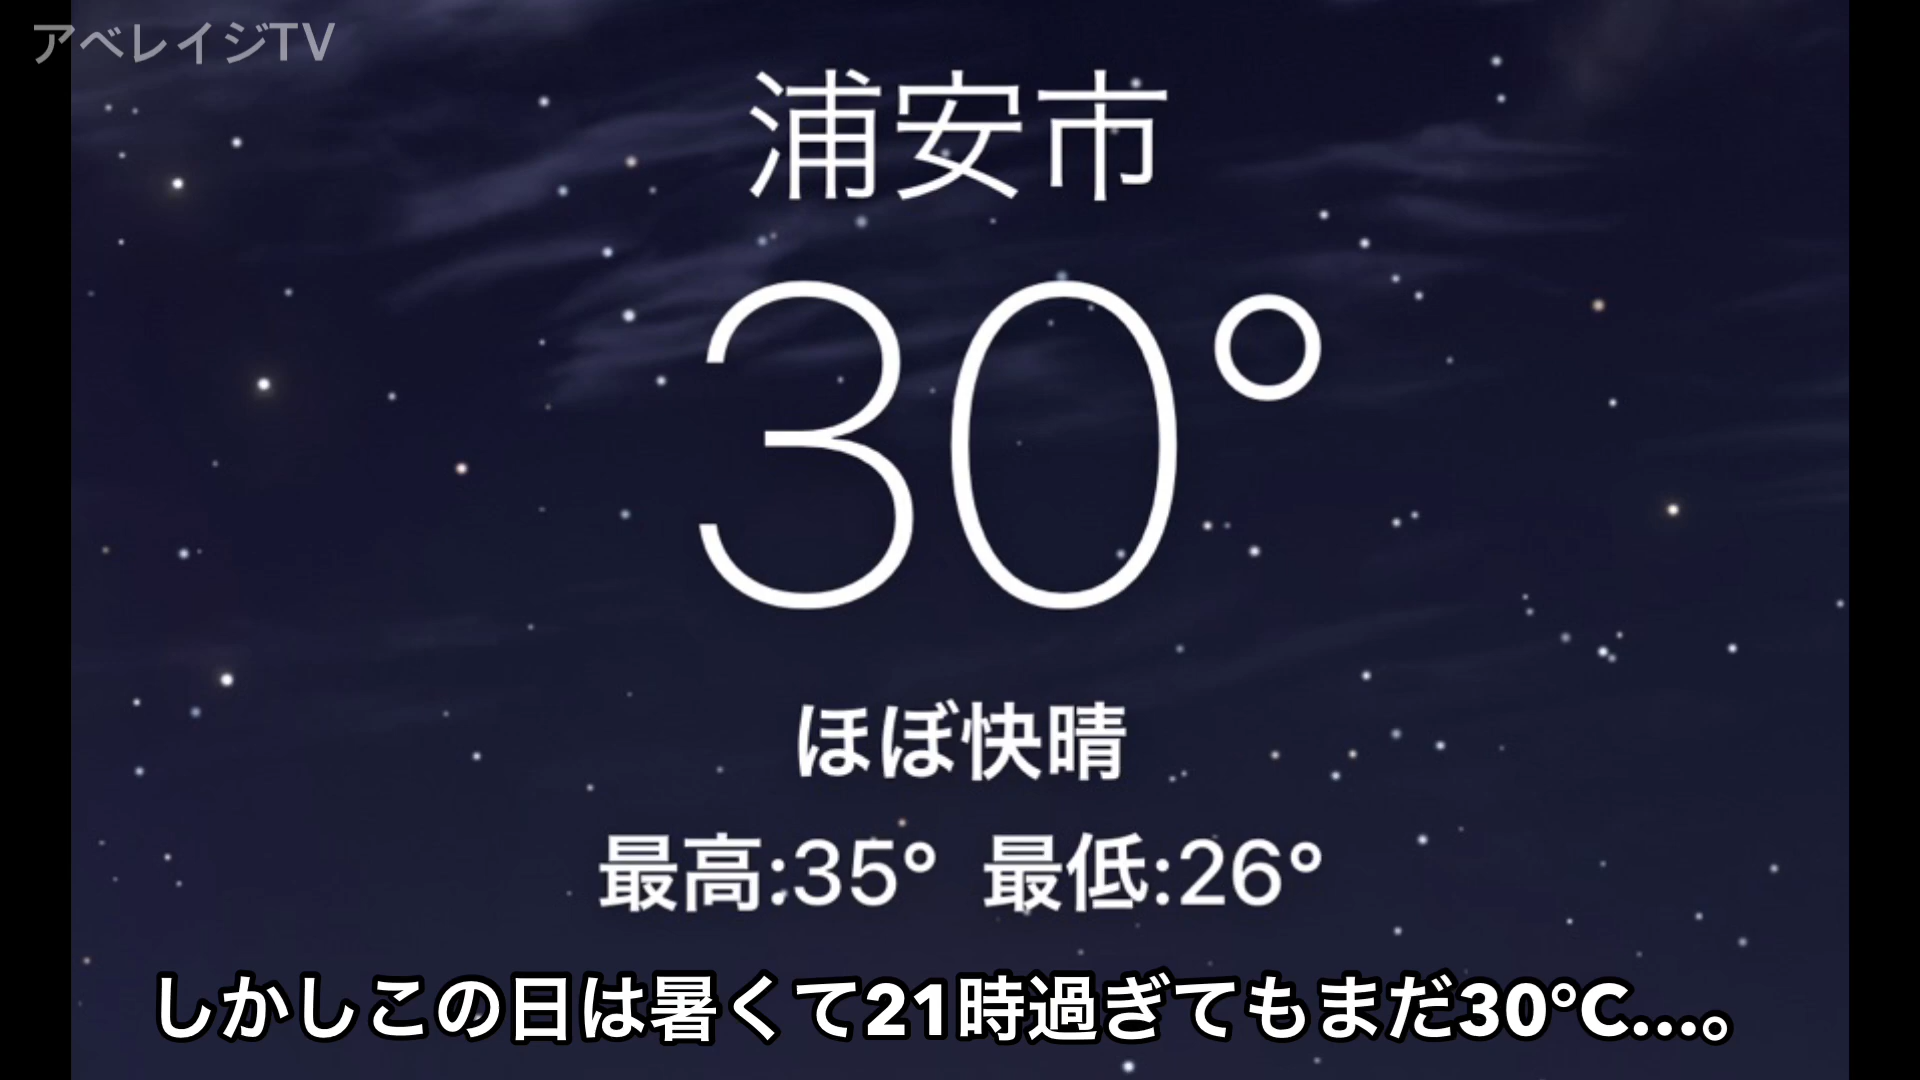 アベレイジTV
浦安市
30°
ほぼ快晴
最高:35° 最低:26°
しかしこの日は暑くて21時過ぎてもまだ30°C…。